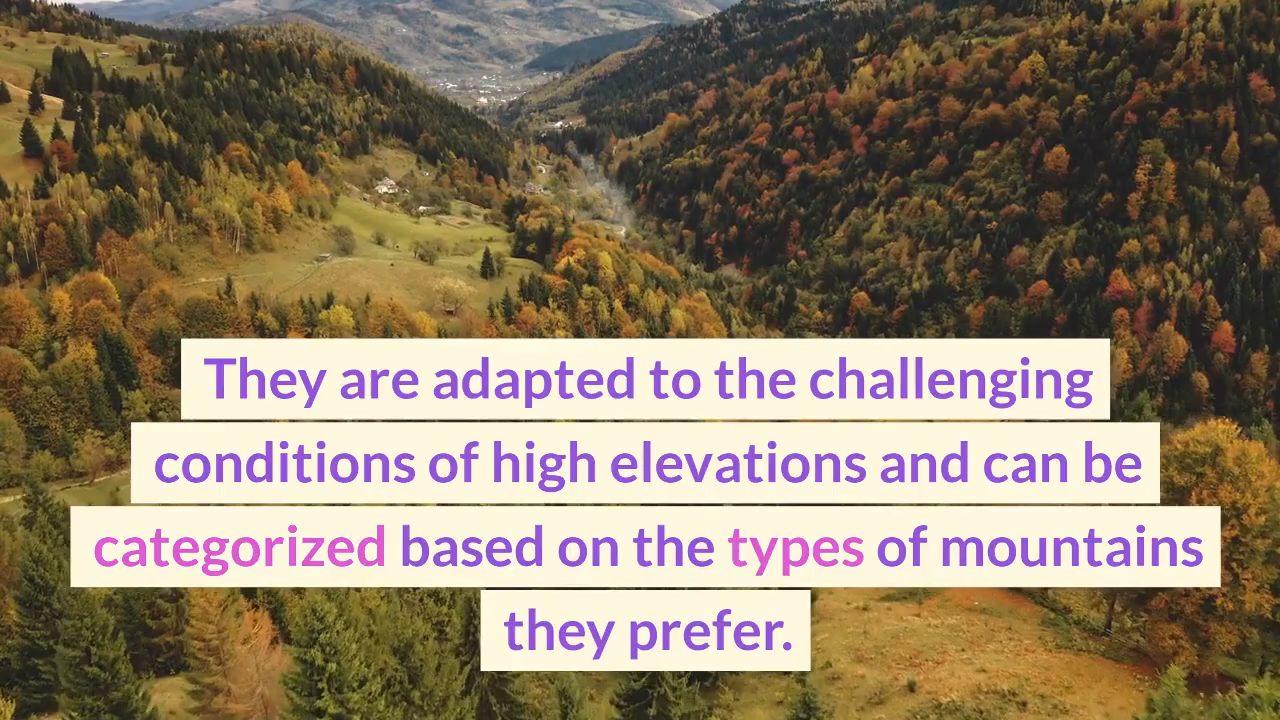 They are adapted to the challenging
conditions of high elevations and can be
categorized based on the types of mountains
they prefer.